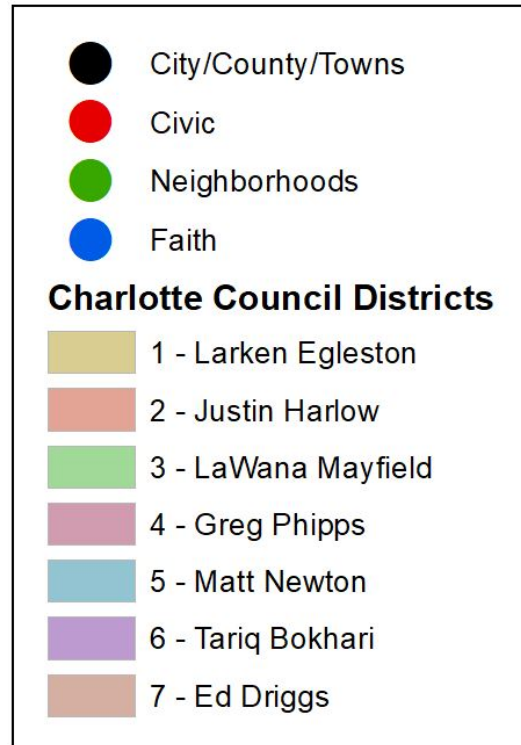 City/County/Towns
Civic
Neighborhoods
Faith
Charlotte Council Districts
1 - Larken Egleston
2 - Justin Harlow
3 - LaWana Mayfield
4 - Greg Phipps
5 - Matt Newton
6 - Tariq Bokhari
7 - Ed Driggs